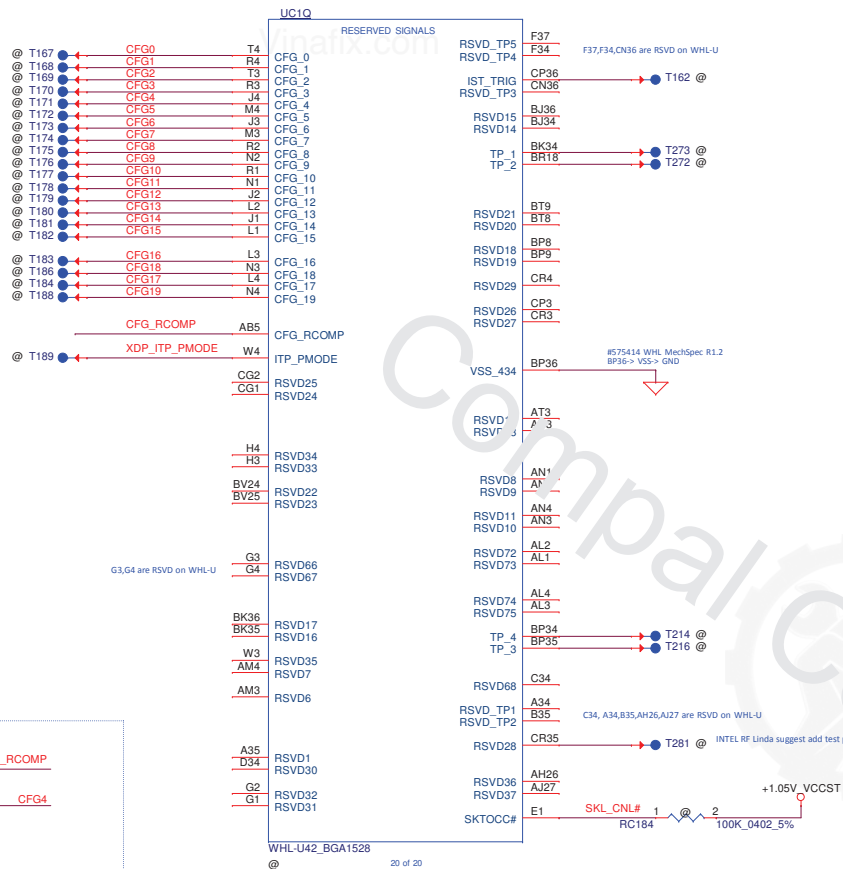 UC1Q
RESERVED SIGNALS
Vinafix.com
@ T167 CFG0 T4 CFG_0
@ T168 CFG1 R4 CFG_1
@ T169 CFG2 T3 CFG_2
@ T170 CFG3 R3 CFG_3
@ T171 CFG4 J4 CFG_4
@ T172 CFG5 M4 CFG_5
@ T173 CFG6 J3 CFG_6
@ T174 CFG7 M3 CFG_7
@ T175 CFG8 R2 CFG_8
@ T176 CFG9 N2 CFG_9
@ T177 CFG10 R1 CFG_10
@ T178 CFG11 N1 CFG_11
@ T179 CFG12 J2 CFG_12
@ T180 CFG13 L2 CFG_13
@ T181 CFG14 J1 CFG_14
@ T182 CFG15 L1 CFG_15
@ T183 CFG16 L3 CFG_16
@ T186 CFG18 N3 CFG_18
@ T184 CFG17 L4 CFG_17
@ T188 CFG19 N4 CFG_19
CFG_RCOMP AB5 CFG_RCOMP
@ T189 XDP_ITP_PMODE W4 ITP_PMODE
CG2 RSVD25
CG1 RSVD24
H4 RSVD34
H3 RSVD33
BV24 RSVD22
BV25 RSVD23
G3 RSVD66
G3,G4 are RSVD on WHL-U
G4 RSVD67
BK36 RSVD17
BK35 RSVD16
W3 RSVD35
AM4 RSVD7
AM3 RSVD6
A35 RSVD1
D34 RSVD30
G2 RSVD32
G1 RSVD31
_RCOMP
CFG4
RSVD_TP5 F37
RSVD_TP4 F34
F37,F34,CN36 are RSVD on WHL-U
IST_TRIG CP36 T162 @
RSVD_TP3 CN36
RSVD15 BJ36
RSVD14 BJ34
TP_1 BK34 T273 @
TP_2 BR18 T272 @
RSVD21 BT9
RSVD20 BT8
RSVD18 BP8
RSVD19 BP9
RSVD29 CR4
RSVD26 CP3
RSVD27 CR3
VSS_434 BP36
#575414 WHL MechSpec R1.2
BP36-> VSS-> GND
AT3
RSVD8
RSVD9
RSVD11 AN4
RSVD10 AN3
RSVD72 AL2
RSVD73 AL1
RSVD74 AL4
RSVD75 AL3
TP_4 BP34 T214 @
TP_3 BP35 T216 @
RSVD68 C34
RSVD_TP1 A34
RSVD_TP2 B35
C34, A34,B35,AH26,AJ27 are RSVD on WHL-U
RSVD28 CR35 T281 @ INTEL RF Linda suggest add test
RSVD36 AH26
RSVD37 AJ27
+1.05V_VCCST
SKTOCC# E1 SKL_CNL# 1 @ 2
RC184 100K_0402_5%
WHL-U42_BGA1528
@
20 of 20
Compal